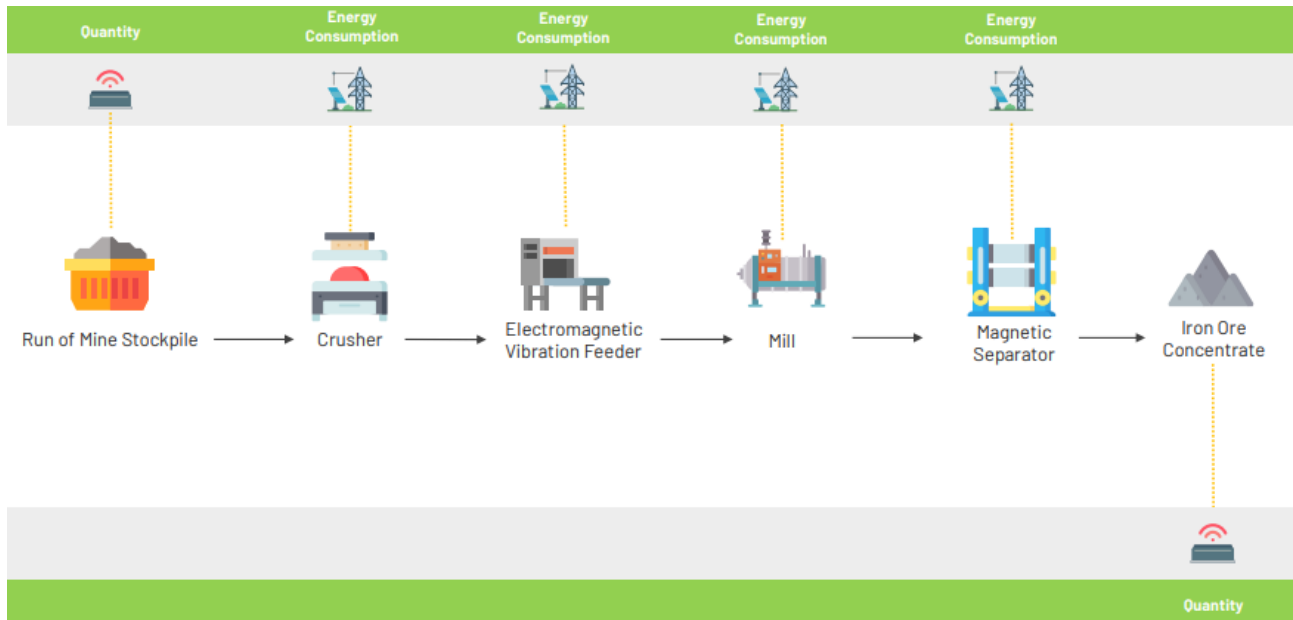 Quantity
Energy
Consumption
Energy
Consumption
Energy
Consumption
Energy
Consumption
Run of Mine Stockpile
Crusher
Electromagnetic
Vibration Feeder
Mill
Magnetic
Separator
Iron Ore
Concentrate
Quantity